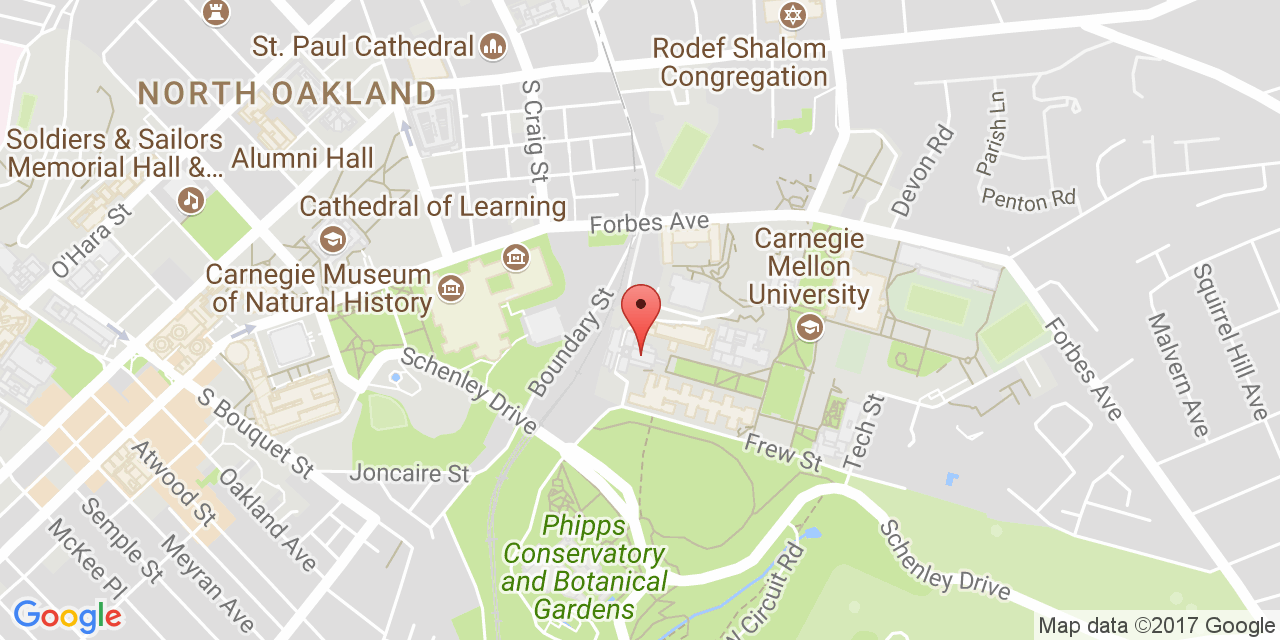 St. Paul Cathedral
Rodef Shalom
Congregation
NORTH OAKLAND
S Craig St
Parish Ln
Devon Rd
Soldiers & Sailors
Memorial Hall &...
Alumni Hall
Penton Rd
Cathedral of Learning
Forbes Ave
O'Hara St
Carnegie
Mellon
University
Carnegie Museum
of Natural History
Squirrel Hill Ave
Boundary St
Malvern Ave
Forbes Ave
Schenley Drive
S Bouquet St
Tech St
Frew St
Atwood St
Joncaire St
Oakland Ave
Semple St
McKee Pl
Meyran Ave
Phipps
Conservatory
and Botanical
Gardens
W Circuit Rd
Schenley Drive
Google
Map data ©2017 Google